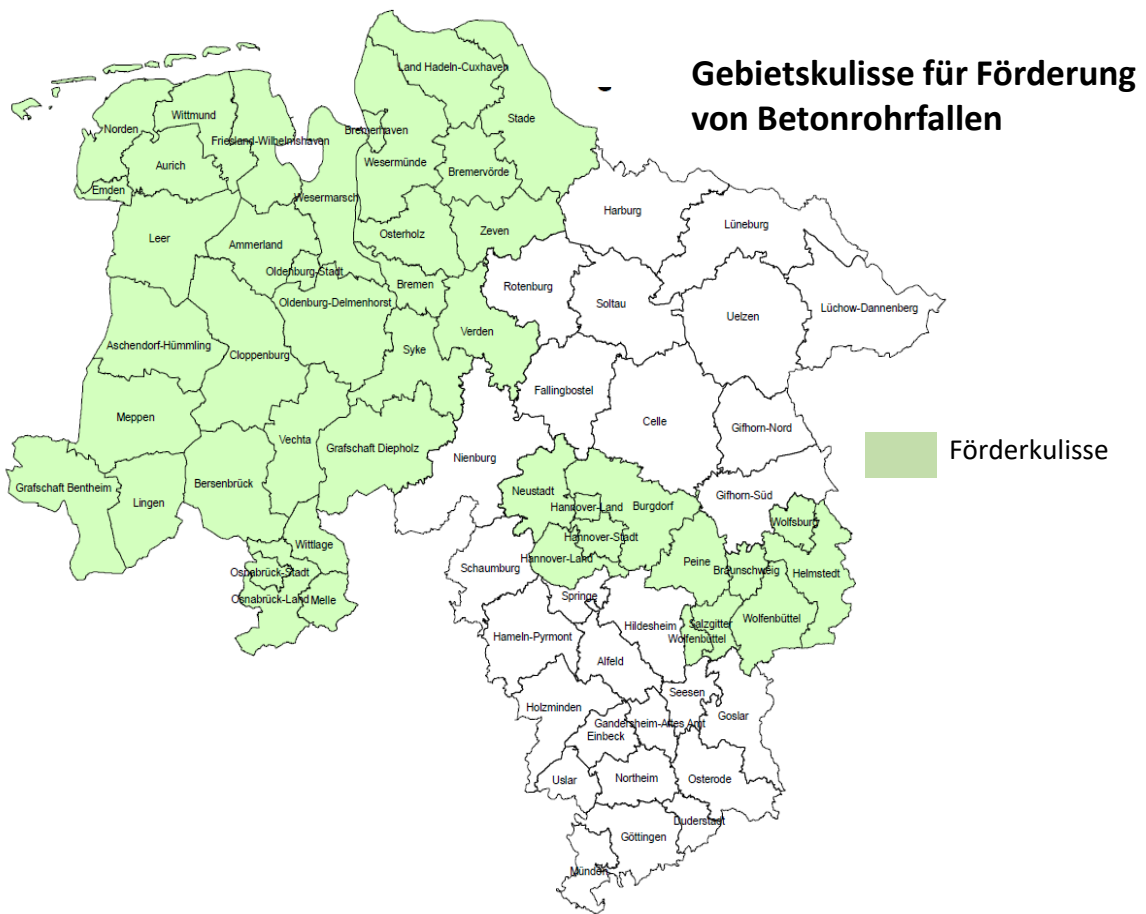 Gebietskulisse für Förderung
von Betonrohrfallen
Land Hadeln-Cuxhaven
Stade
Wittmund
Norden
Friesland-Wilhelmshaven
Bremerhaven
Aurich
Wesermünde
Bremervörde
Emden
Wesermarsch
Harburg
Lüneburg
Leer
Ammerland
Osterholz
Zeven
Oldenburg-Stadt
Bremen
Rotenburg
Soltau
Oldenburg-Delmenhorst
Uelzen
Lüchow-Dannenberg
Verden
Aschendorf-Hümmling
Cloppenburg
Syke
Fallingbostel
Meppen
Celle
Gifhorn-Nord
Vechta
Grafschaft Diepholz
Nienburg
Förderkulisse
Grafschaft Bentheim
Lingen
Bersenbrück
Neustadt
Hannover-Land
Burgdorf
Gifhorn-Süd
Wolfsburg
Hannover-Stadt
Wittlage
Hannover-Land
Peine
Braunschweig
Helmstedt
Schaumburg
Osnabrück-Stadt
Osnabrück-Land
Melle
Springe
Hildesheim
Salzgitter
Wolfenbüttel
Wolfenbüttel
Hameln-Pyrmont
Alfeld
Seesen
Holzminden
Goslar
Gandersheim-Altes Amt
Einbeck
Uslar
Northeim
Osterode
Duderstadt
Göttingen
Münden